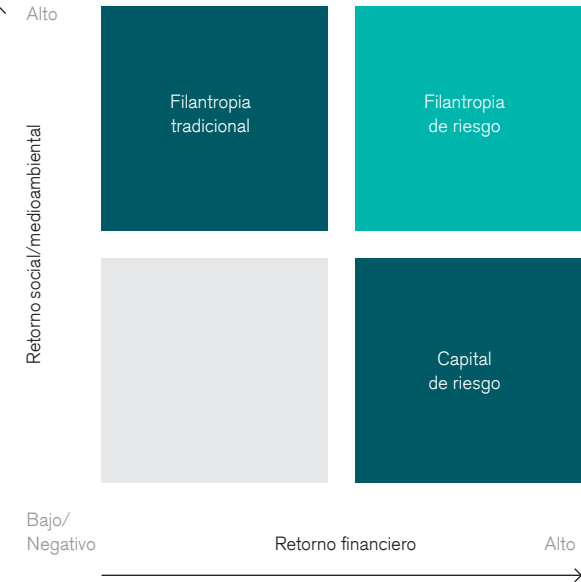 Alto
Retorno social/medioambiental
Filantropia
tradicional
Filantropia
de riesgo
Capital
de riesgo
Bajo/
Negativo
Retorno financiero
Alto